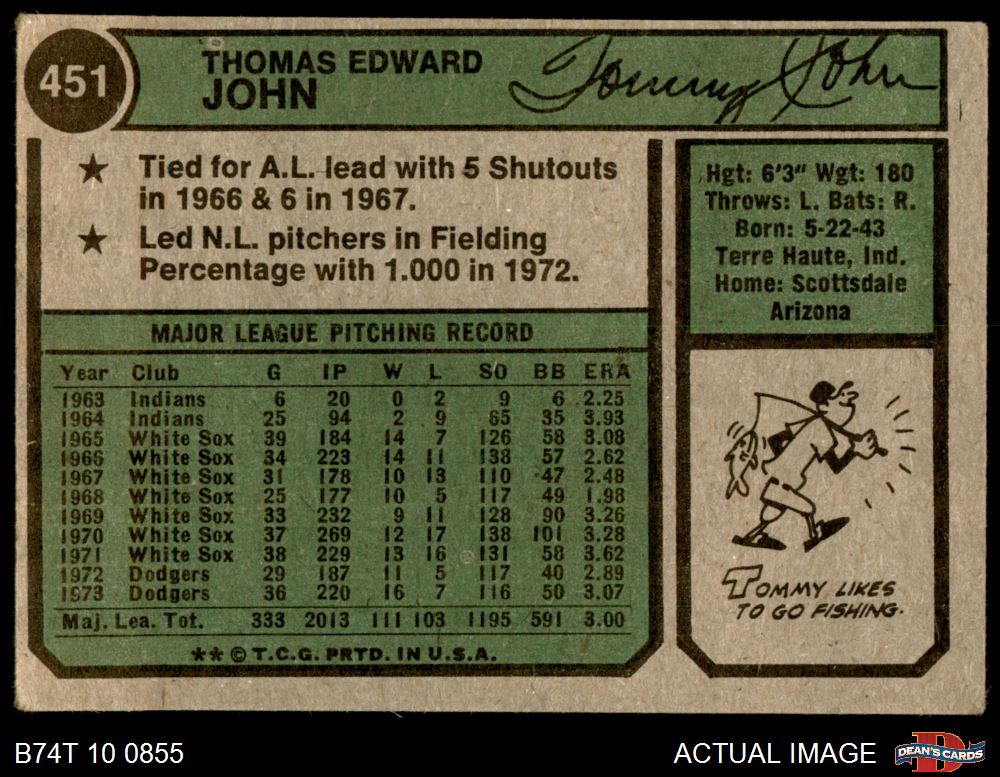 451
THOMAS EDWARD
JOHN
Tommy John
★ Tied for A.L. lead with 5 Shutouts
in 1966 & 6 in 1967.
★ Led N.L. pitchers in Fielding
Percentage with 1.000 in 1972.
Hgt: 6'3" Wgt: 180
Throws: L. Bats: R.
Born: 5-22-43
Terre Haute, Ind.
Home: Scottsdale
Arizona
MAJOR LEAGUE PITCHING RECORD
Year Club G IP W L SO BB ERA
1963 Indians 6 20 0 2 9 6 2.25
1964 Indians 25 94 2 9 65 35 3.93
1965 White Sox 39 184 14 7 126 58 3.08
1966 White Sox 34 223 14 11 138 57 2.62
1967 White Sox 31 178 10 13 110 47 2.48
1968 White Sox 25 177 10 5 117 49 1.98
1969 White Sox 33 232 9 11 128 90 3.26
1970 White Sox 37 269 12 17 138 101 3.28
1971 White Sox 38 229 13 16 131 58 3.62
1972 Dodgers 29 187 11 5 117 40 2.89
1973 Dodgers 36 220 16 7 116 50 3.07
Maj. Lea. Tot. 333 2013 111 103 1195 591 3.00
** © T.C.G. PRTD. IN U.S.A.
TOMMY LIKES
TO GO FISHING.
B74T 10 0855
ACTUAL IMAGE
DEAN'S CARDS